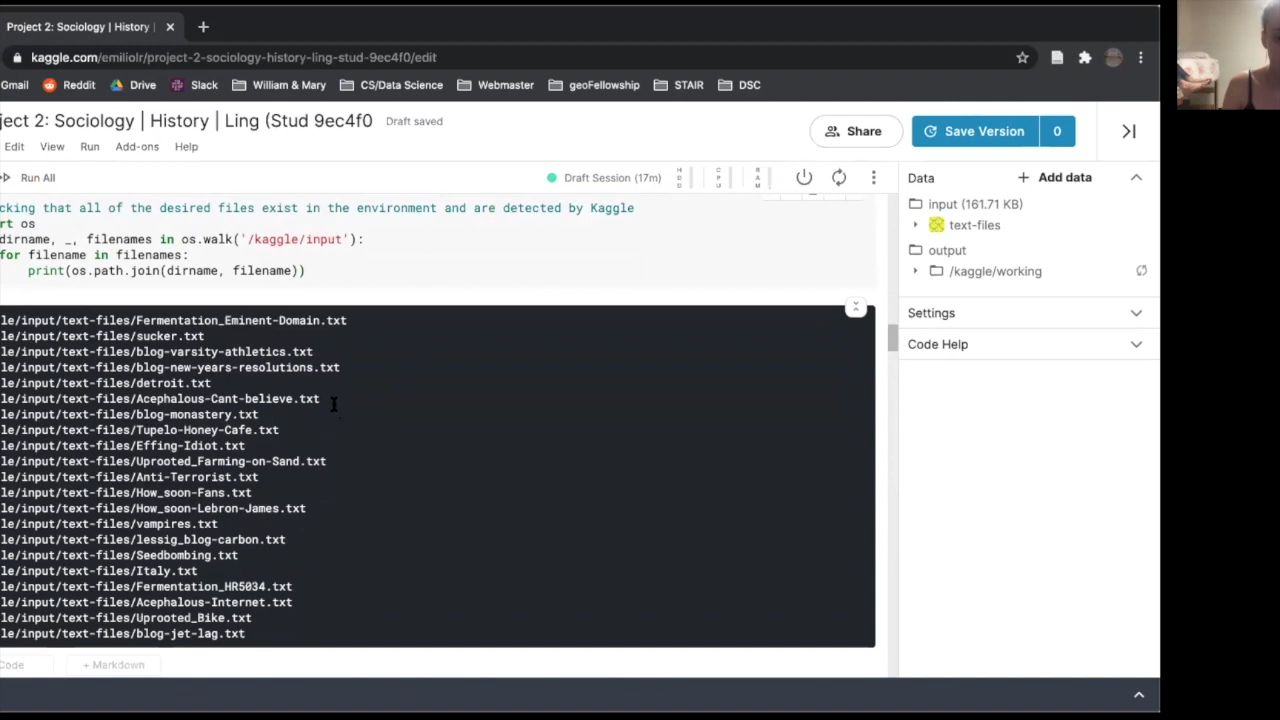 Project 2: Sociology | History |
kaggle.com/emiliolr/project-2-sociology-history-ling-stud-9ec4f0/edit
Gmail Reddit Drive Slack William & Mary CS/Data Science Webmaster geoFellowship STAIR DSC
ject 2: Sociology | History | Ling (Stud 9ec4f0 Draft saved
Share Save Version 0
Edit View Run Add-ons Help
Run All Draft Session (17m) HDD CPU RAM
Data + Add data
input (161.71 KB)
text-files
output
/kaggle/working
Settings
Code Help
cking that all of the desired files exist in the environment and are detected by Kaggle
rt os
dirname, _, filenames in os.walk('/kaggle/input'):
for filename in filenames:
print(os.path.join(dirname, filename))
le/input/text-files/Fermentation_Eminent-Domain.txt
le/input/text-files/sucker.txt
le/input/text-files/blog-varsity-athletics.txt
le/input/text-files/blog-new-years-resolutions.txt
le/input/text-files/detroit.txt
le/input/text-files/Acephalous-Cant-believe.txt
le/input/text-files/blog-monastery.txt
le/input/text-files/Tupelo-Honey-Cafe.txt
le/input/text-files/Effing-Idiot.txt
le/input/text-files/Uprooted_Farming-on-Sand.txt
le/input/text-files/Anti-Terrorist.txt
le/input/text-files/How_soon-Fans.txt
le/input/text-files/How_soon-Lebron-James.txt
le/input/text-files/vampires.txt
le/input/text-files/lessig_blog-carbon.txt
le/input/text-files/Seedbombing.txt
le/input/text-files/Italy.txt
le/input/text-files/Fermentation_HR5034.txt
le/input/text-files/Acephalous-Internet.txt
le/input/text-files/Uprooted_Bike.txt
le/input/text-files/blog-jet-lag.txt
Code + Markdown